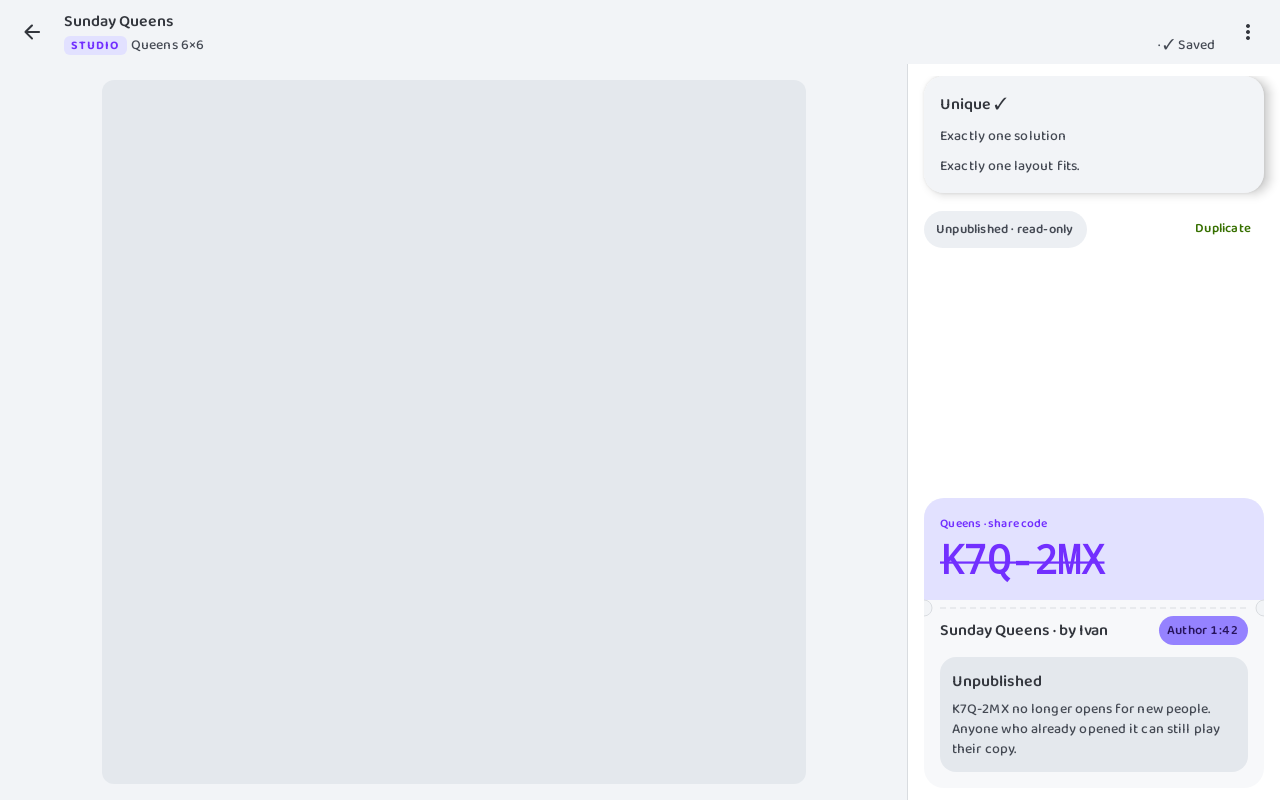 Sunday Queens
STUDIO Queens 6×6
· ✓ Saved
Unique ✓
Exactly one solution
Exactly one layout fits.
Unpublished · read-only
Duplicate
Queens · share code
K7Q-2MX
Sunday Queens · by Ivan
Author 1:42
Unpublished
K7Q-2MX no longer opens for new people.
Anyone who already opened it can still play
their copy.